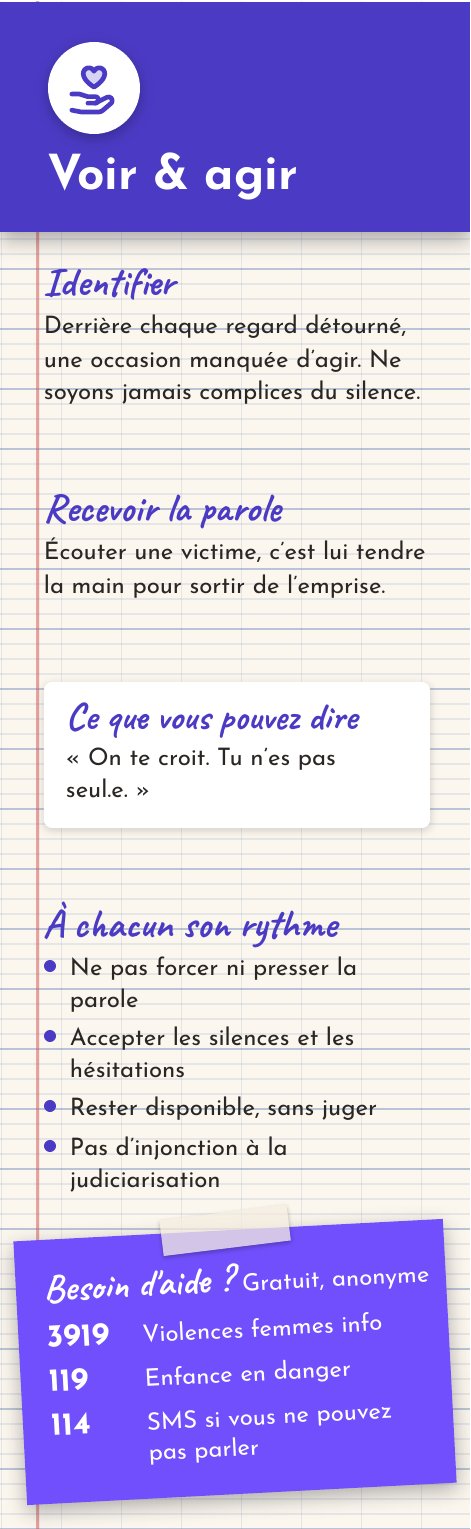 Voir & agir
Identifier
Derrière chaque regard détourné,
une occasion manquée d'agir. Ne
soyons jamais complices du silence.
Recevoir la parole
Écouter une victime, c'est lui tendre
la main pour sortir de l'emprise.
Ce que vous pouvez dire
« On te croit. Tu n'es pas
seul.e. »
À chacun son rythme
Ne pas forcer ni presser la
parole
Accepter les silences et les
hésitations
Rester disponible, sans juger
Pas d'injonction à la
judiciarisation
Besoin d'aide ? Gratuit, anonyme
3919 Violences femmes info
119 Enfance en danger
114 SMS si vous ne pouvez
pas parler